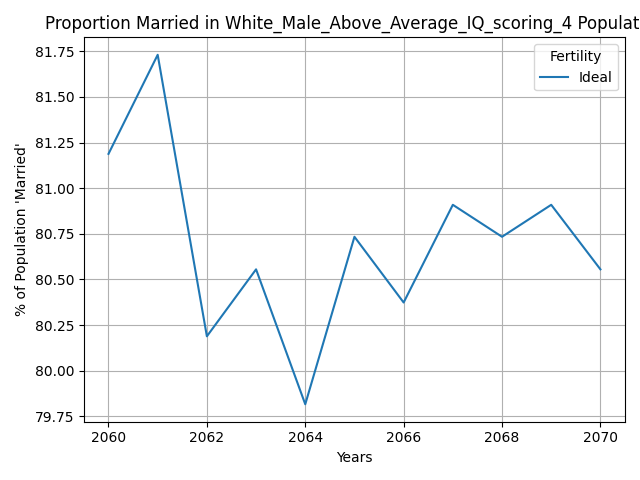 Proportion Married in White_Male_Above_Average_IQ_scoring_4 Populat
Fertility
Ideal
% of Population 'Married'
81.75
81.50
81.25
81.00
80.75
80.50
80.25
80.00
79.75
2060 2062 2064 2066 2068 2070
Years